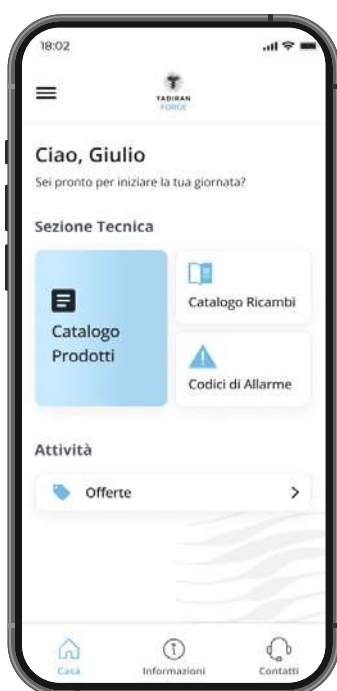 18:02
TADIRAN
FORCE
Ciao, Giulio
Sei pronto per iniziare la tua giornata?
Sezione Tecnica
Catalogo
Prodotti
Catalogo Ricambi
Codici di Allarme
Attività
Offerte
Casa
Informazioni
Contatti